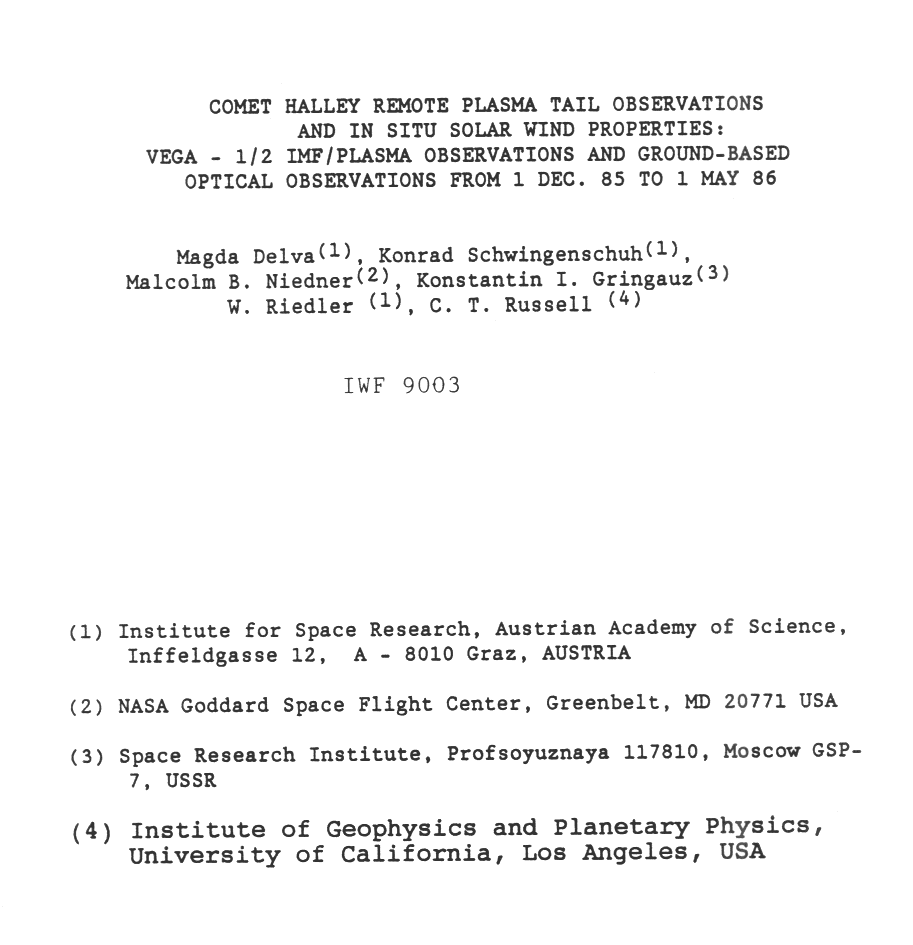 COMET HALLEY REMOTE PLASMA TAIL OBSERVATIONS
AND IN SITU SOLAR WIND PROPERTIES:
VEGA - 1/2 IMF/PLASMA OBSERVATIONS AND GROUND-BASED
OPTICAL OBSERVATIONS FROM 1 DEC. 85 TO 1 MAY 86
Magda Delva(1), Konrad Schwingenschuh(1),
Malcolm B. Niedner(2), Konstantin I. Gringauz(3)
W. Riedler (1), C. T. Russell (4)
IWF 9003
(1) Institute for Space Research, Austrian Academy of Science,
Inffeldgasse 12, A - 8010 Graz, AUSTRIA
(2) NASA Goddard Space Flight Center, Greenbelt, MD 20771 USA
(3) Space Research Institute, Profsoyuznaya 117810, Moscow GSP-
7, USSR
(4) Institute of Geophysics and Planetary Physics,
University of California, Los Angeles, USA